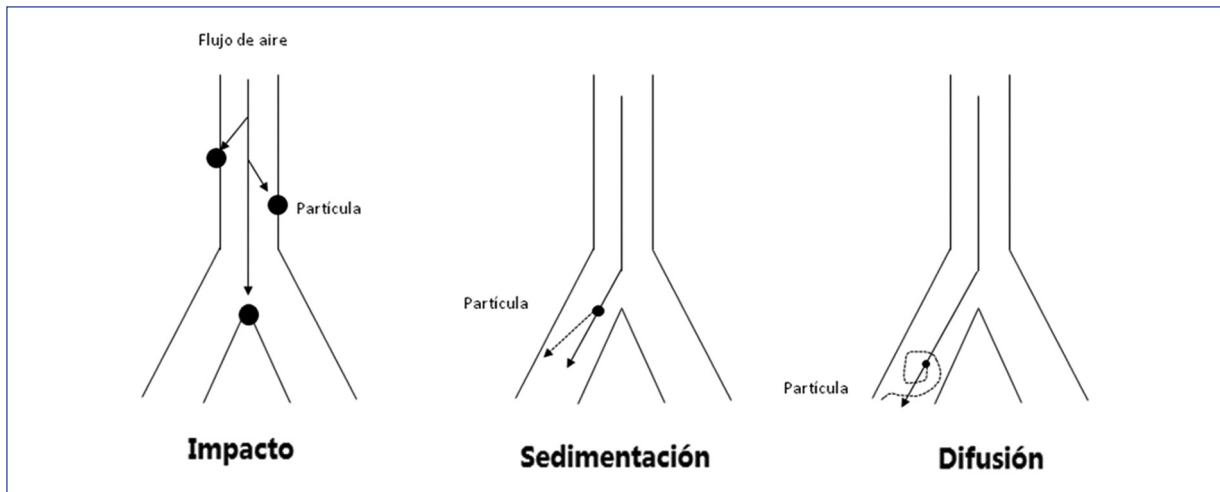 Flujo de aire
Partícula
Partícula
Partícula
Impacto
Sedimentación
Difusión